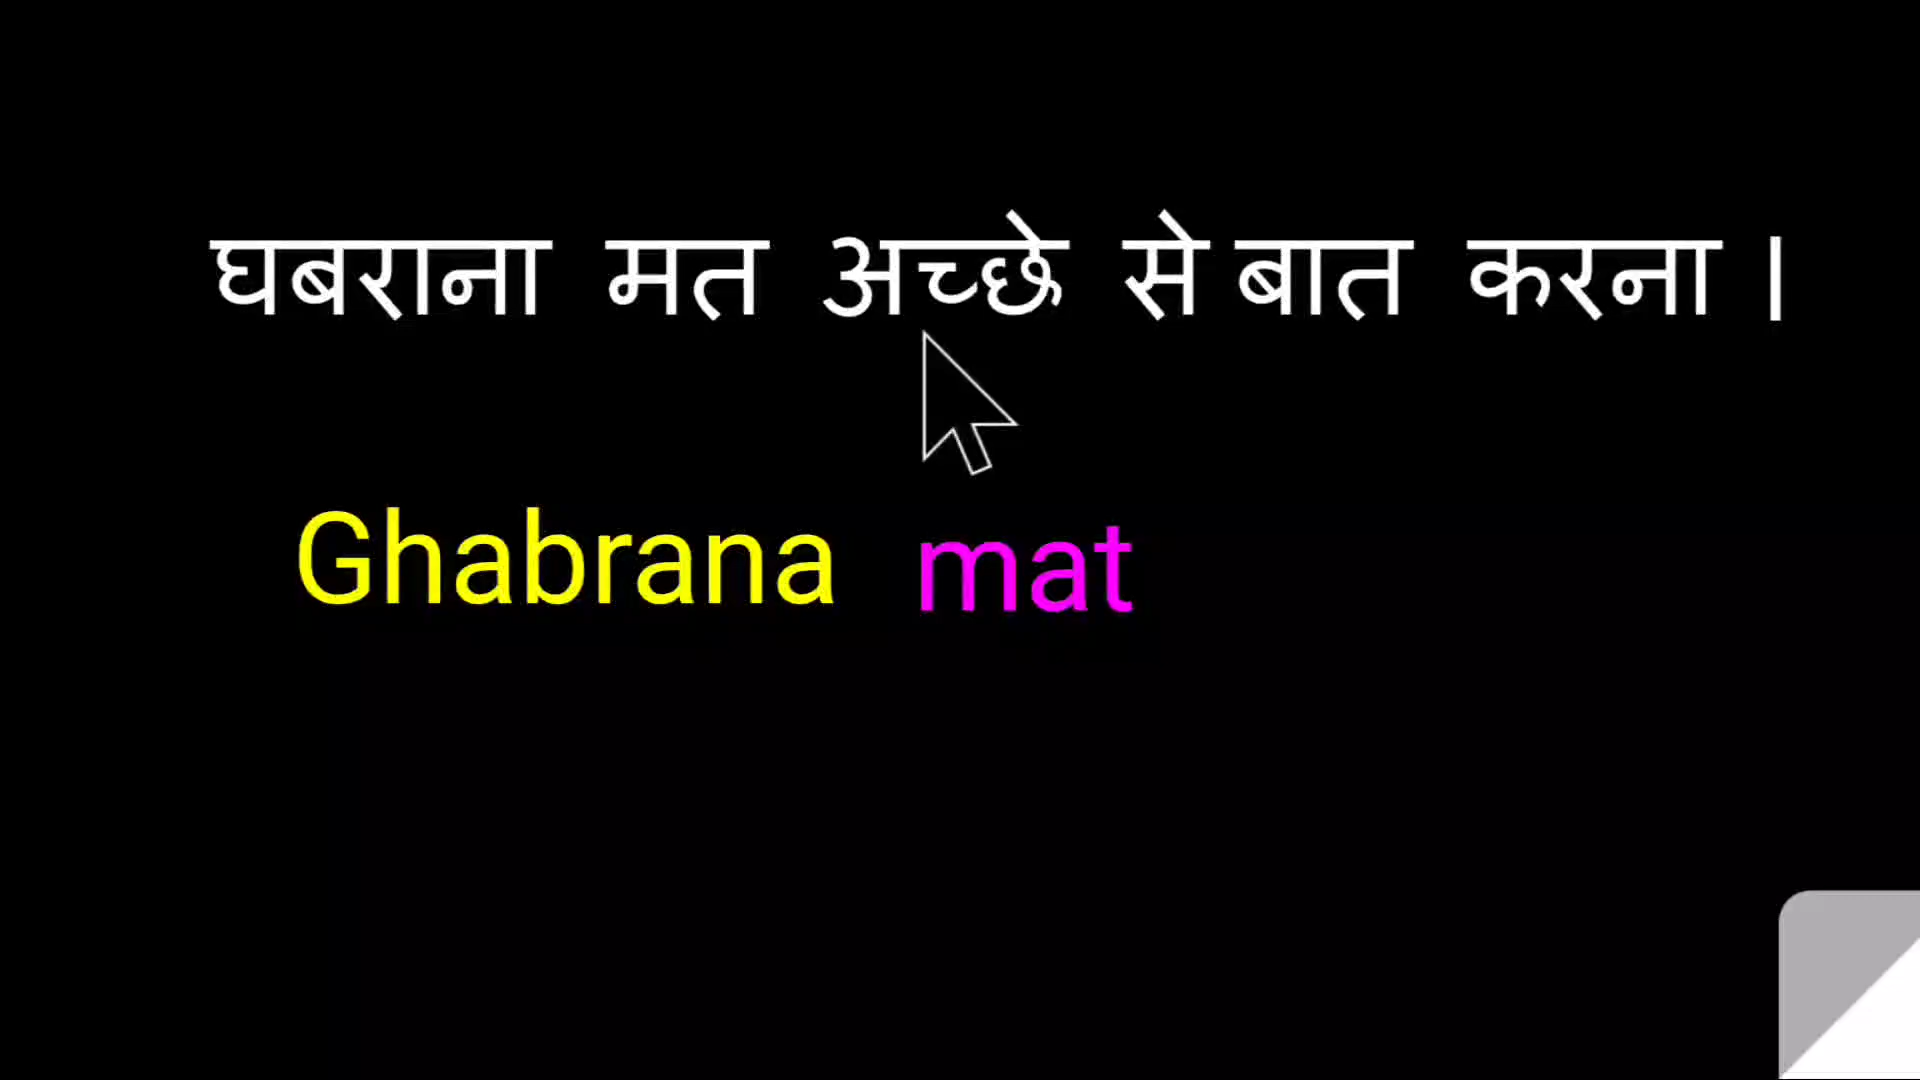 घबराना मत अच्छे से बात करना ।
Ghabrana mat